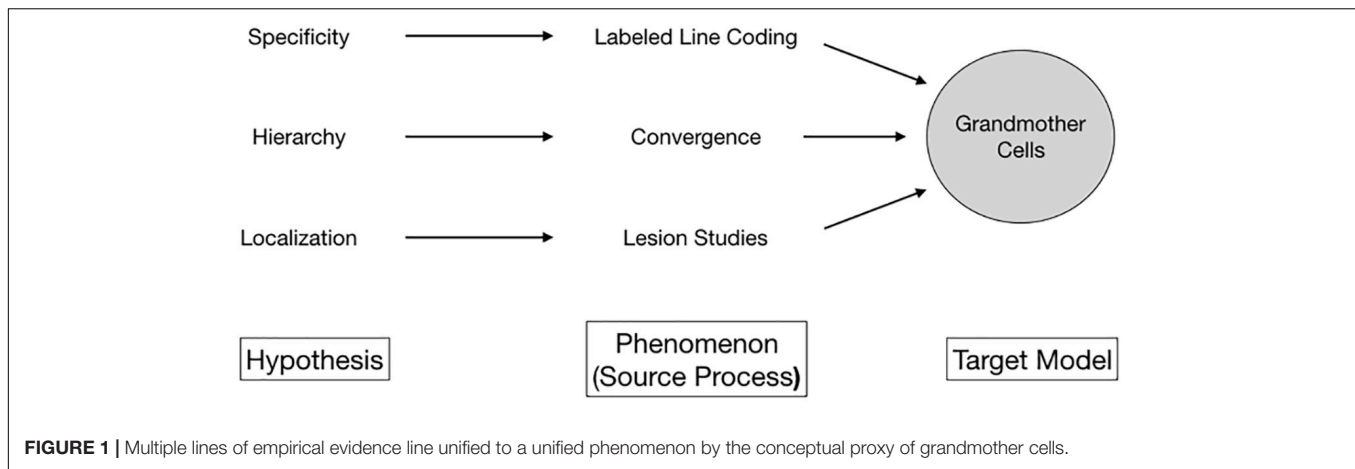 Specificity
Labeled Line Coding
Hierarchy
Convergence
Grandmother
Cells
Localization
Lesion Studies
Hypothesis
Phenomenon
(Source Process)
Target Model
FIGURE 1 | Multiple lines of empirical evidence line unified to a unified phenomenon by the conceptual proxy of grandmother cells.